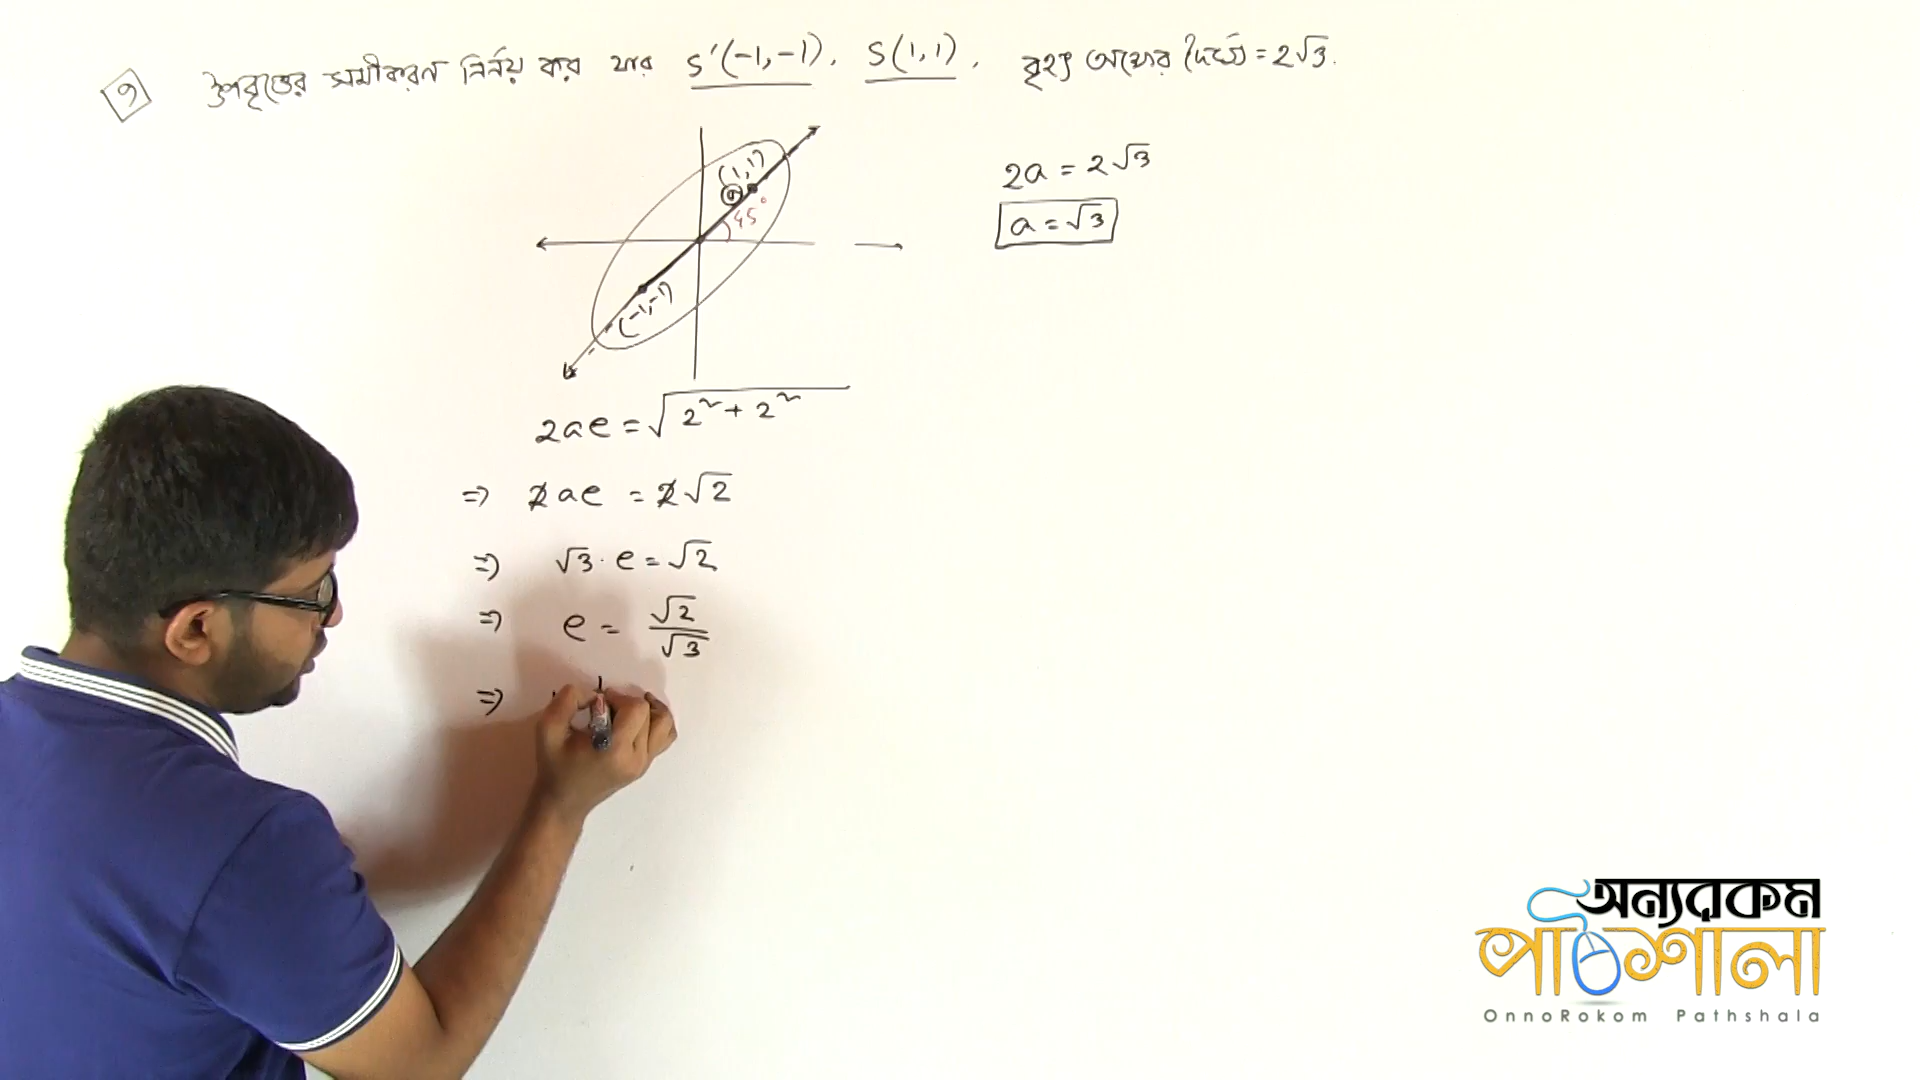 ৩ উপবৃত্তের সমীকরণ নির্ণয় কর যার S'(-1,-1), S(1,1), বৃহৎ অক্ষের দৈর্ঘ্য = 2√3.
(1,1)
45°
(-1,-1)
2a = 2√3
a = √3
2ae = √2² + 2²
=> 2ae = 2√2
=> √3 · e = √2
=> e = √2/√3
=>
অন্যরকম
পাঠশালা
OnnoRokom Pathshala